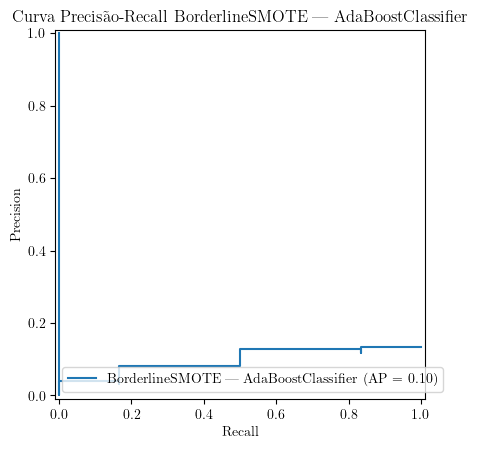 Curva Precisão-Recall BorderlineSMOTE — AdaBoostClassifier
1.0
0.8
0.6
0.4
0.2
0.0
Precision
BorderlineSMOTE — AdaBoostClassifier (AP = 0.10)
0.0 0.2 0.4 0.6 0.8 1.0
Recall